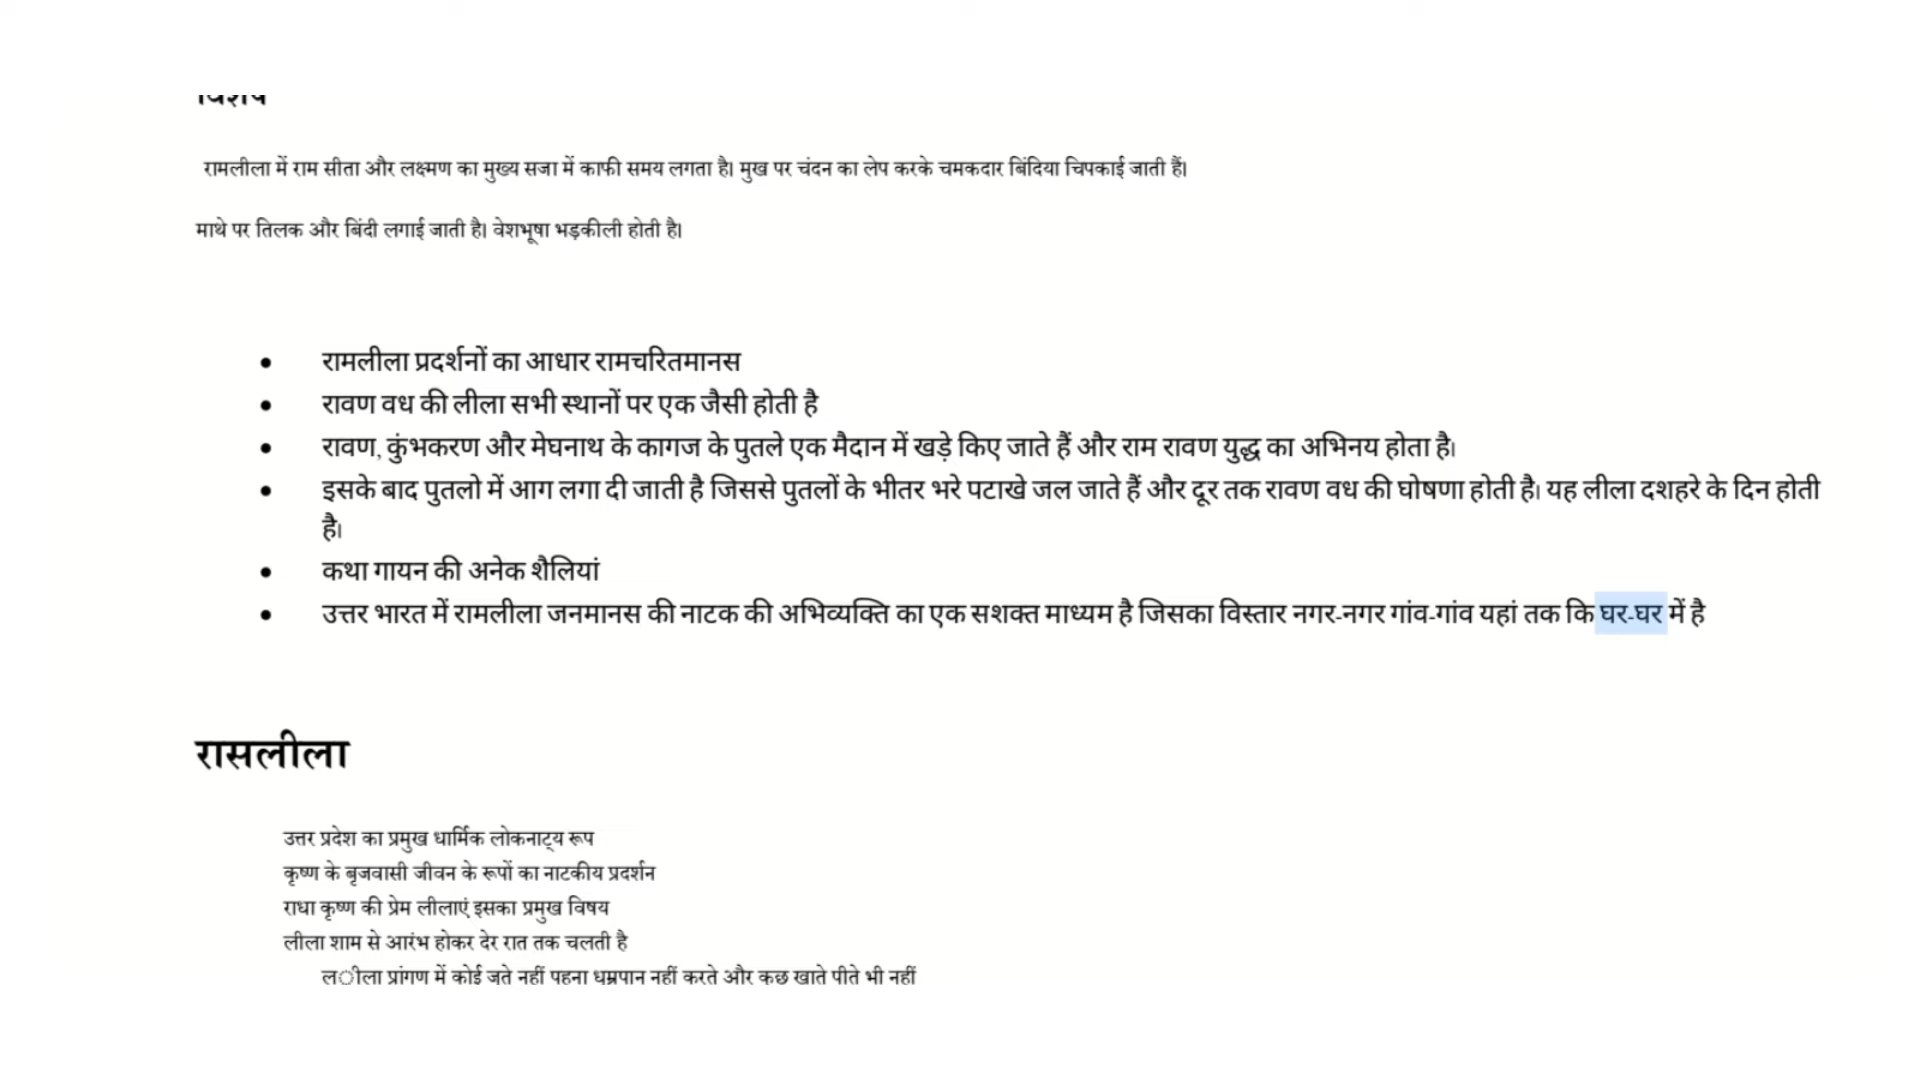 विशेष
रामलीला में राम सीता और लक्ष्मण का मुख्य सजा में काफी समय लगता है। मुख पर चंदन का लेप करके चमकदार बिंदिया चिपकाई जाती हैं।
माथे पर तिलक और बिंदी लगाई जाती है। वेशभूषा भड़कीली होती है।
• रामलीला प्रदर्शनों का आधार रामचरितमानस
• रावण वध की लीला सभी स्थानों पर एक जैसी होती है
• रावण, कुंभकरण और मेघनाथ के कागज के पुतले एक मैदान में खड़े किए जाते हैं और राम रावण युद्ध का अभिनय होता है।
• इसके बाद पुतलो में आग लगा दी जाती है जिससे पुतलों के भीतर भरे पटाखे जल जाते हैं और दूर तक रावण वध की घोषणा होती है। यह लीला दशहरे के दिन होती
है।
• कथा गायन की अनेक शैलियां
• उत्तर भारत में रामलीला जनमानस की नाटक की अभिव्यक्ति का एक सशक्त माध्यम है जिसका विस्तार नगर-नगर गांव-गांव यहां तक कि घर-घर में है
रासलीला
उत्तर प्रदेश का प्रमुख धार्मिक लोकनाट्य रूप
कृष्ण के बृजवासी जीवन के रूपों का नाटकीय प्रदर्शन
राधा कृष्ण की प्रेम लीलाएं इसका प्रमुख विषय
लीला शाम से आरंभ होकर देर रात तक चलती है
ल◌ीला प्रांगण में कोई जूते नहीं पहना धूम्रपान नहीं करते और कुछ खाते पीते भी नहीं